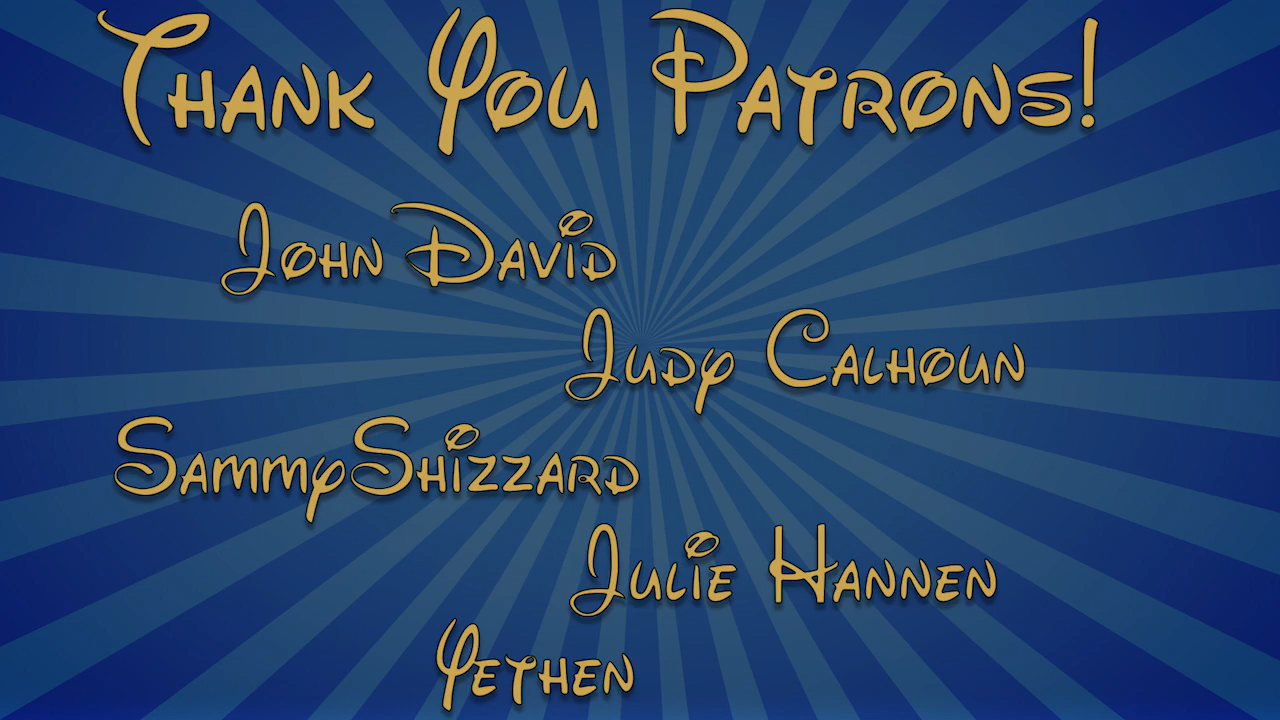 Thank You Patrons!
John David
Judy Calhoun
SammyShizzard
Julie Hannen
Yethen